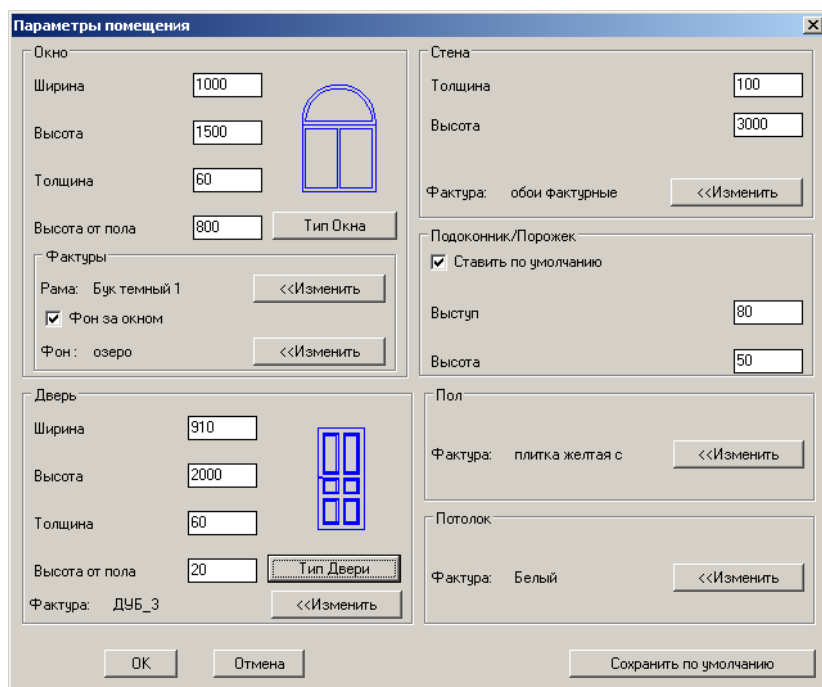 Параметры помещения
Окно
Ширина 1000
Высота 1500
Толщина 60
Высота от пола 800 Тип Окна
Фактуры
Рама: Бук темный 1 <<Изменить
Фон за окном
Фон : озеро <<Изменить
Дверь
Ширина 910
Высота 2000
Толщина 60
Высота от пола 20 Тип Двери
Фактура: ДУБ_3 <<Изменить
Стена
Толщина 100
Высота 3000
Фактура: обои фактурные <<Изменить
Подоконник/Порожек
Ставить по умолчанию
Выступ 80
Высота 50
Пол
Фактура: плитка желтая с <<Изменить
Потолок
Фактура: Белый <<Изменить
OK Отмена Сохранить по умолчанию